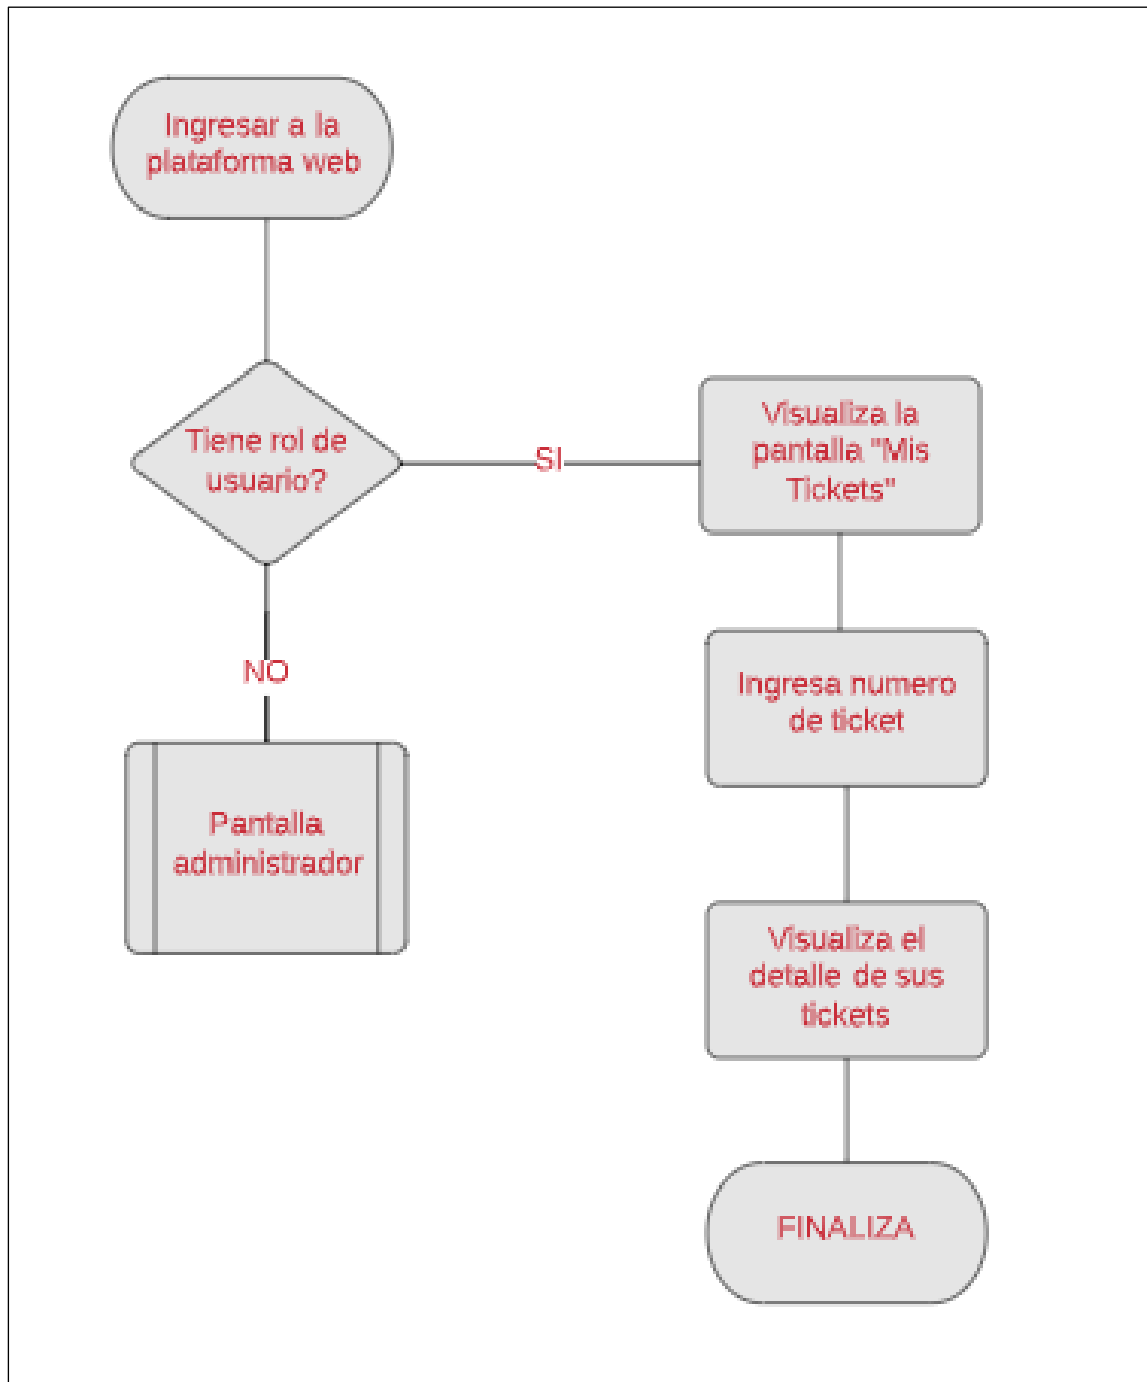 Ingresar a la
plataforma web
Tiene rol de
usuario?
SI
Visualiza la
pantalla "Mis
Tickets"
NO
Ingresa numero
de ticket
Pantalla
administrador
Visualiza el
detalle de sus
tickets
FINALIZA